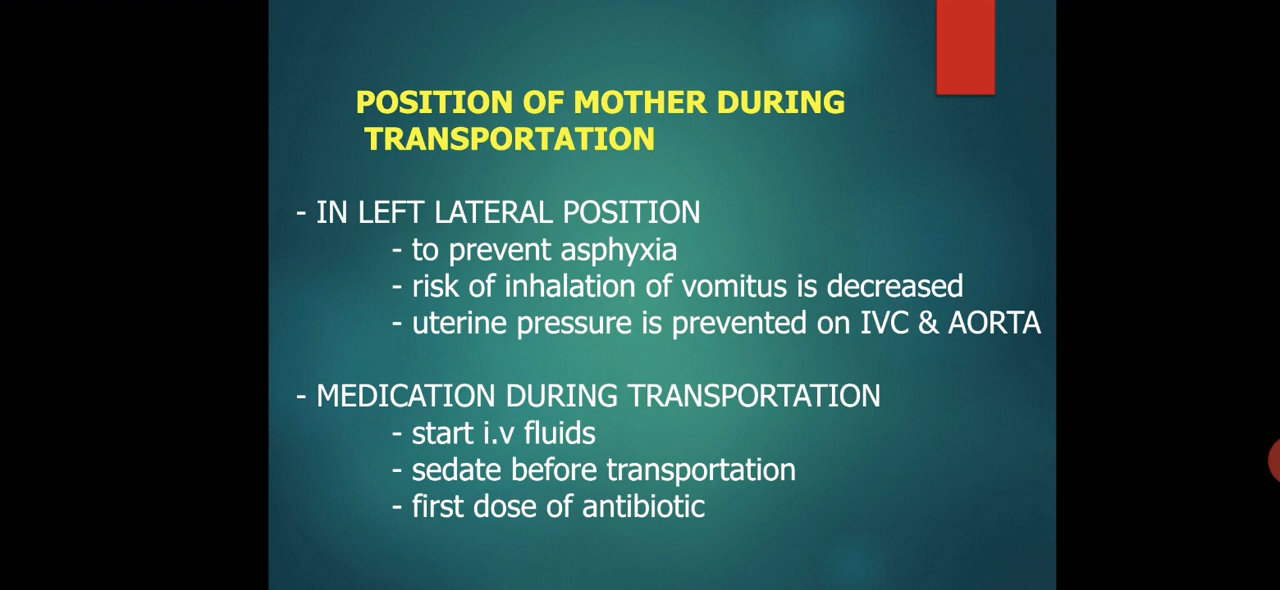 POSITION OF MOTHER DURING
TRANSPORTATION
- IN LEFT LATERAL POSITION
- to prevent asphyxia
- risk of inhalation of vomitus is decreased
- uterine pressure is prevented on IVC & AORTA
- MEDICATION DURING TRANSPORTATION
- start i.v fluids
- sedate before transportation
- first dose of antibiotic